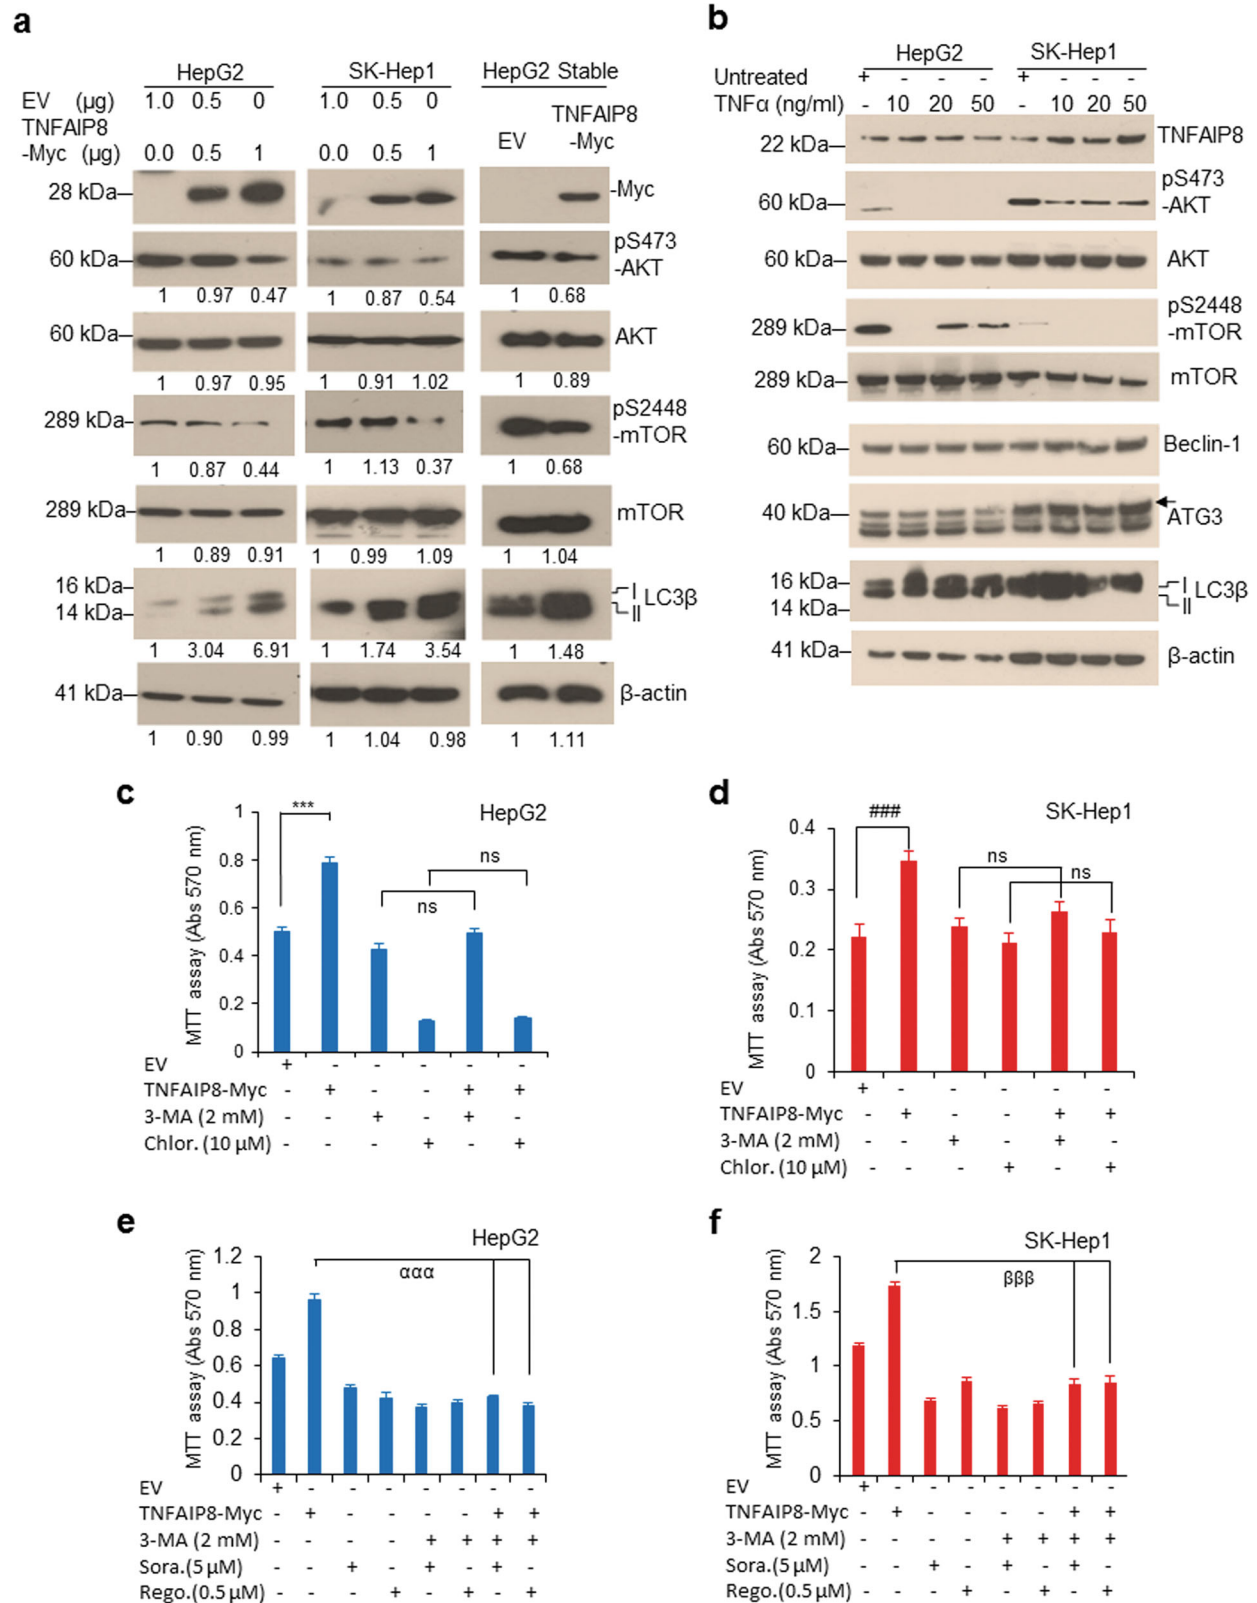 a
HepG2 SK-Hep1 HepG2 Stable
EV (µg) 1.0 0.5 0 1.0 0.5 0 EV TNFAIP8
TNFAIP8 -Myc
-Myc (µg) 0.0 0.5 1 0.0 0.5 1
28 kDa -Myc
60 kDa pS473
-AKT
1 0.97 0.47 1 0.87 0.54 1 0.68
60 kDa AKT
1 0.97 0.95 1 0.91 1.02 1 0.89
289 kDa pS2448
-mTOR
1 0.87 0.44 1 1.13 0.37 1 0.68
289 kDa mTOR
1 0.89 0.91 1 0.99 1.09 1 1.04
16 kDa I
14 kDa II LC3β
1 3.04 6.91 1 1.74 3.54 1 1.48
41 kDa β-actin
1 0.90 0.99 1 1.04 0.98 1 1.11
b
HepG2 SK-Hep1
Untreated + - - - + - - -
TNFα (ng/ml) - 10 20 50 - 10 20 50
22 kDa TNFAIP8
60 kDa pS473
-AKT
60 kDa AKT
289 kDa pS2448
-mTOR
289 kDa mTOR
60 kDa Beclin-1
40 kDa ATG3
16 kDa I
14 kDa II LC3β
41 kDa β-actin
c
HepG2
MTT assay (Abs 570 nm)
1
0.8
0.6
0.4
0.2
0
*** ns ns
EV + - - - - -
TNFAIP8-Myc - + - - + +
3-MA (2 mM) - - + - + -
Chlor. (10 µM) - - - + - +
d
SK-Hep1
MTT assay (Abs 570 nm)
0.4
0.3
0.2
0.1
0
### ns ns
EV + - - - - -
TNFAIP8-Myc - + - - + +
3-MA (2 mM) - - + - + -
Chlor. (10 µM) - - - + - +
e
HepG2
MTT assay (Abs 570 nm)
1.2
1
0.8
0.6
0.4
0.2
0
ααα
EV + - - - - - - -
TNFAIP8-Myc - + - - - - + +
3-MA (2 mM) - - - - + + + +
Sora.(5 µM) - - + - + - + -
Rego.(0.5 µM) - - - + - + - +
f
SK-Hep1
MTT assay (Abs 570 nm)
2
1.5
1
0.5
0
βββ
EV + - - - - - - -
TNFAIP8-Myc - + - - - - + +
3-MA (2 mM) - - - - + + + +
Sora.(5 µM) - - + - + - + -
Rego.(0.5 µM) - - - + - + - +